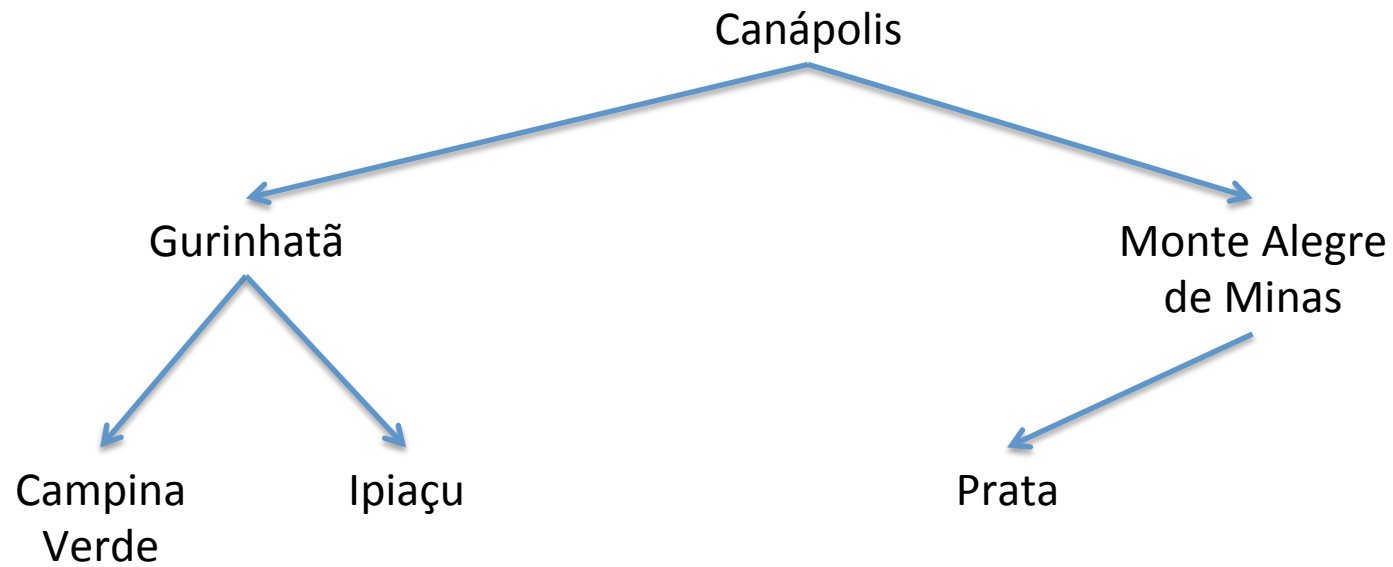 Canápolis
Gurinhatã
Monte Alegre
de Minas
Campina
Verde
Ipiaçu
Prata